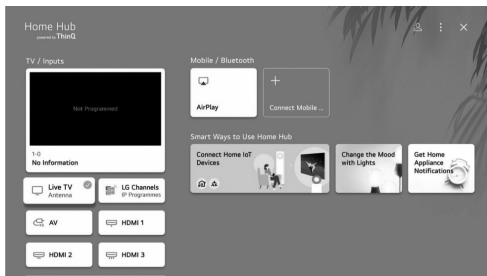 Home Hub
powered by ThinQ
TV / Inputs
Not Programmed
1-0
No Information
Live TV
Antenna
LG Channels
IP Programmes
AV
HDMI 1
HDMI 2
HDMI 3
Mobile / Bluetooth
AirPlay
Connect Mobile ...
Smart Ways to Use Home Hub
Connect Home IoT
Devices
Change the Mood
with Lights
Get Home
Appliance
Notifications